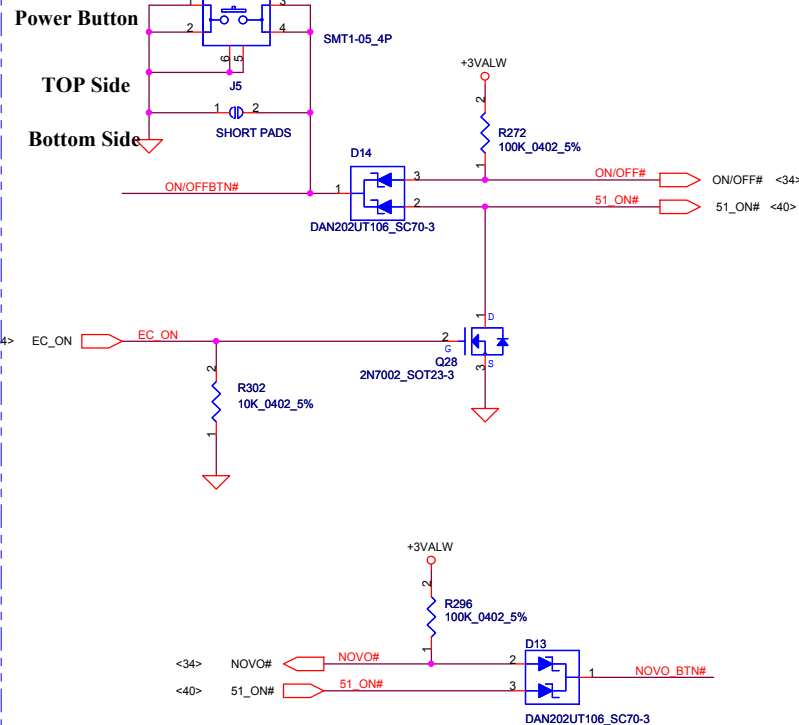 1
3
Power Button
2
4
SMT1-05_4P
6
5
TOP Side
J5
1
2
Bottom Side
SHORT PADS
+3VALW
2
R272
100K_0402_5%
1
D14
ON/OFFBTN#
1
3
2
DAN202UT106_SC70-3
ON/OFF#
ON/OFF# <34>
51_ON#
51_ON# <40>
4>
EC_ON
EC_ON
2
G
1
D
Q28
2N7002_SOT23-3
3
S
2
R302
10K_0402_5%
1
+3VALW
2
R296
100K_0402_5%
1
D13
<34>
NOVO#
NOVO#
2
1
NOVO_BTN#
<40>
51_ON#
51_ON#
3
DAN202UT106_SC70-3